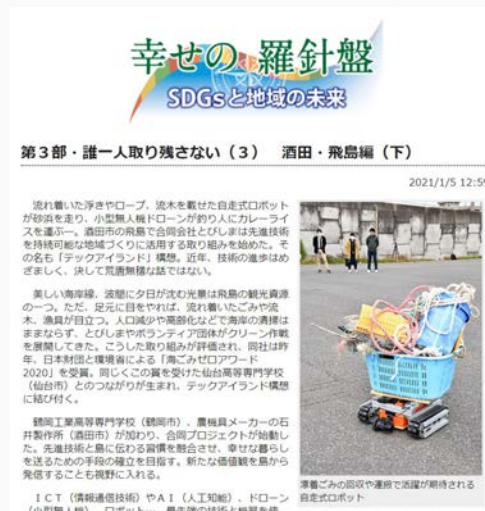 幸せの羅針盤
SDGsと地域の未来
第3部・誰一人取り残さない(3) 酒田・飛島編(下)
2021/1/5 12:59
流れ着いた浮きやロープ、流木を載せた自走式ロボット
が砂浜を走り、小型無人機ドローンが釣り人にカレーライ
スを運ぶ―。酒田市の飛島で合同会社とびしまは先進技術
を持続可能な地域づくりに活用する取り組みを始めた。そ
の名も「テックアイランド」構想。近年、技術の進歩はめ
ざましく、決して荒唐無稽な話ではない。
美しい海岸線、波間に夕日が沈む光景は飛島の観光資源
の一つ。ただ、足元に目をやれば、流れ着いたごみや流
木、漁具が目立つ。人口減少や高齢化などで海岸の清掃は
ままならず、とびしまやボランティア団体がクリーン作戦
を展開してきた。こうした取り組みが評価され、同社は昨
年、日本財団と環境省による「海ごみゼロアワード
2020」を受賞。同じくこの賞を受けた仙台高等専門学校
(仙台市)とのつながりが生まれ、テックアイランド構想
に結び付く。
鶴岡工業高等専門学校(鶴岡市)、農機具メーカーの石
井製作所(酒田市)が加わり、合同プロジェクトが始動し
た。先進技術と島に伝わる習慣を融合させ、幸せな暮らし
を送るための手段の確立を目指す。新たな価値観を島から
発信することも視野に入れる。
ICT(情報通信技術)やAI(人工知能)、ドローン
(小型無人機)、ロボット―。最先端の技術と機器を使
漂着ごみの回収や運搬で活躍が期待される
自走式ロボット